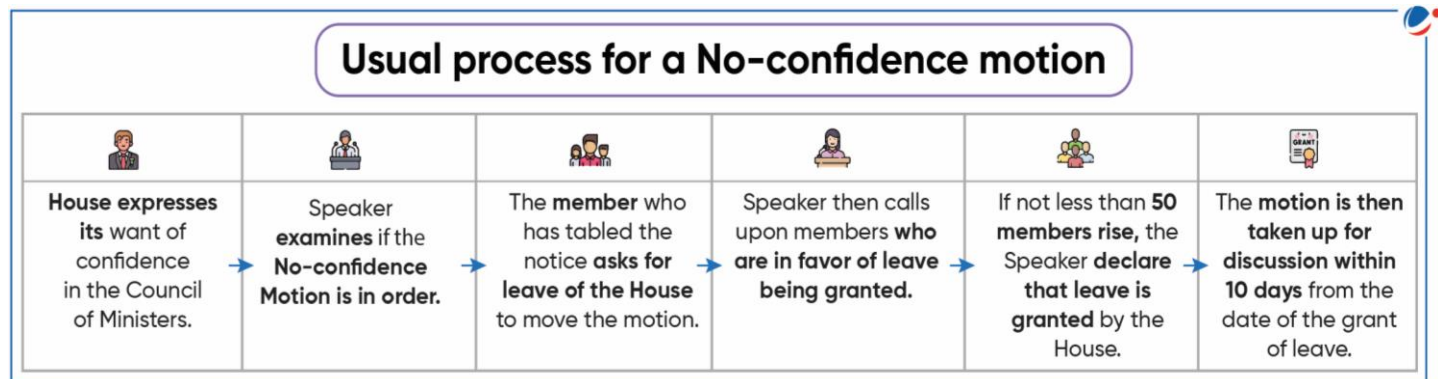 Usual process for a No-confidence motion
House expresses
its want of
confidence
in the Council
of Ministers.
Speaker
examines if the
No-confidence
Motion is in order.
The member who
has tabled the
notice asks for
leave of the House
to move the motion.
Speaker then calls
upon members who
are in favor of leave
being granted.
If not less than 50
members rise, the
Speaker declare
that leave is
granted by the
House.
GRANT
The motion is then
taken up for
discussion within
10 days from the
date of the grant
of leave.